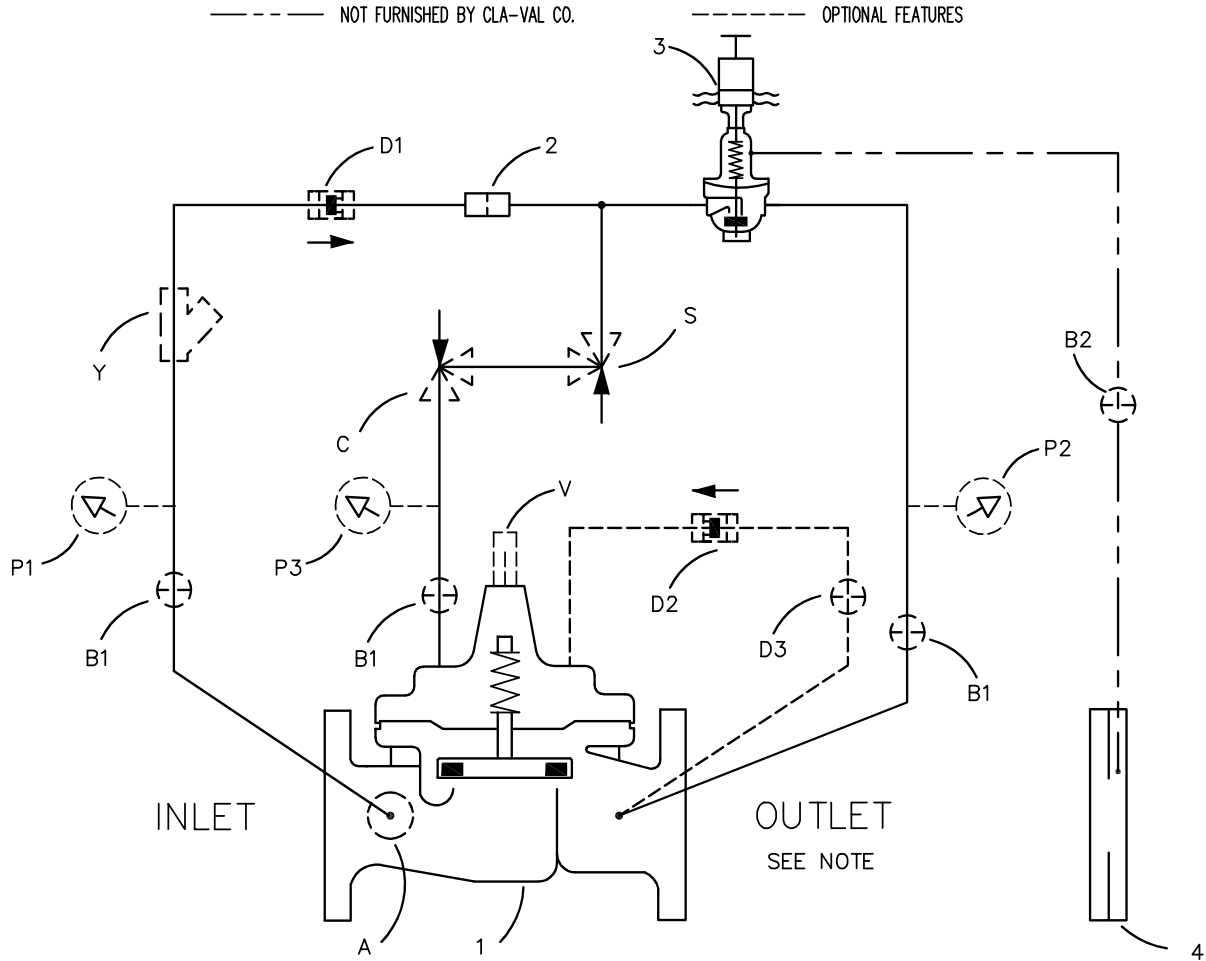 NOT FURNISHED BY CLA-VAL CO.
OPTIONAL FEATURES
3
D1
2
S
B2
Y
C
P2
V
P1
P3
D2
D3
B1
B1
B1
INLET
OUTLET
SEE NOTE
A
1
4